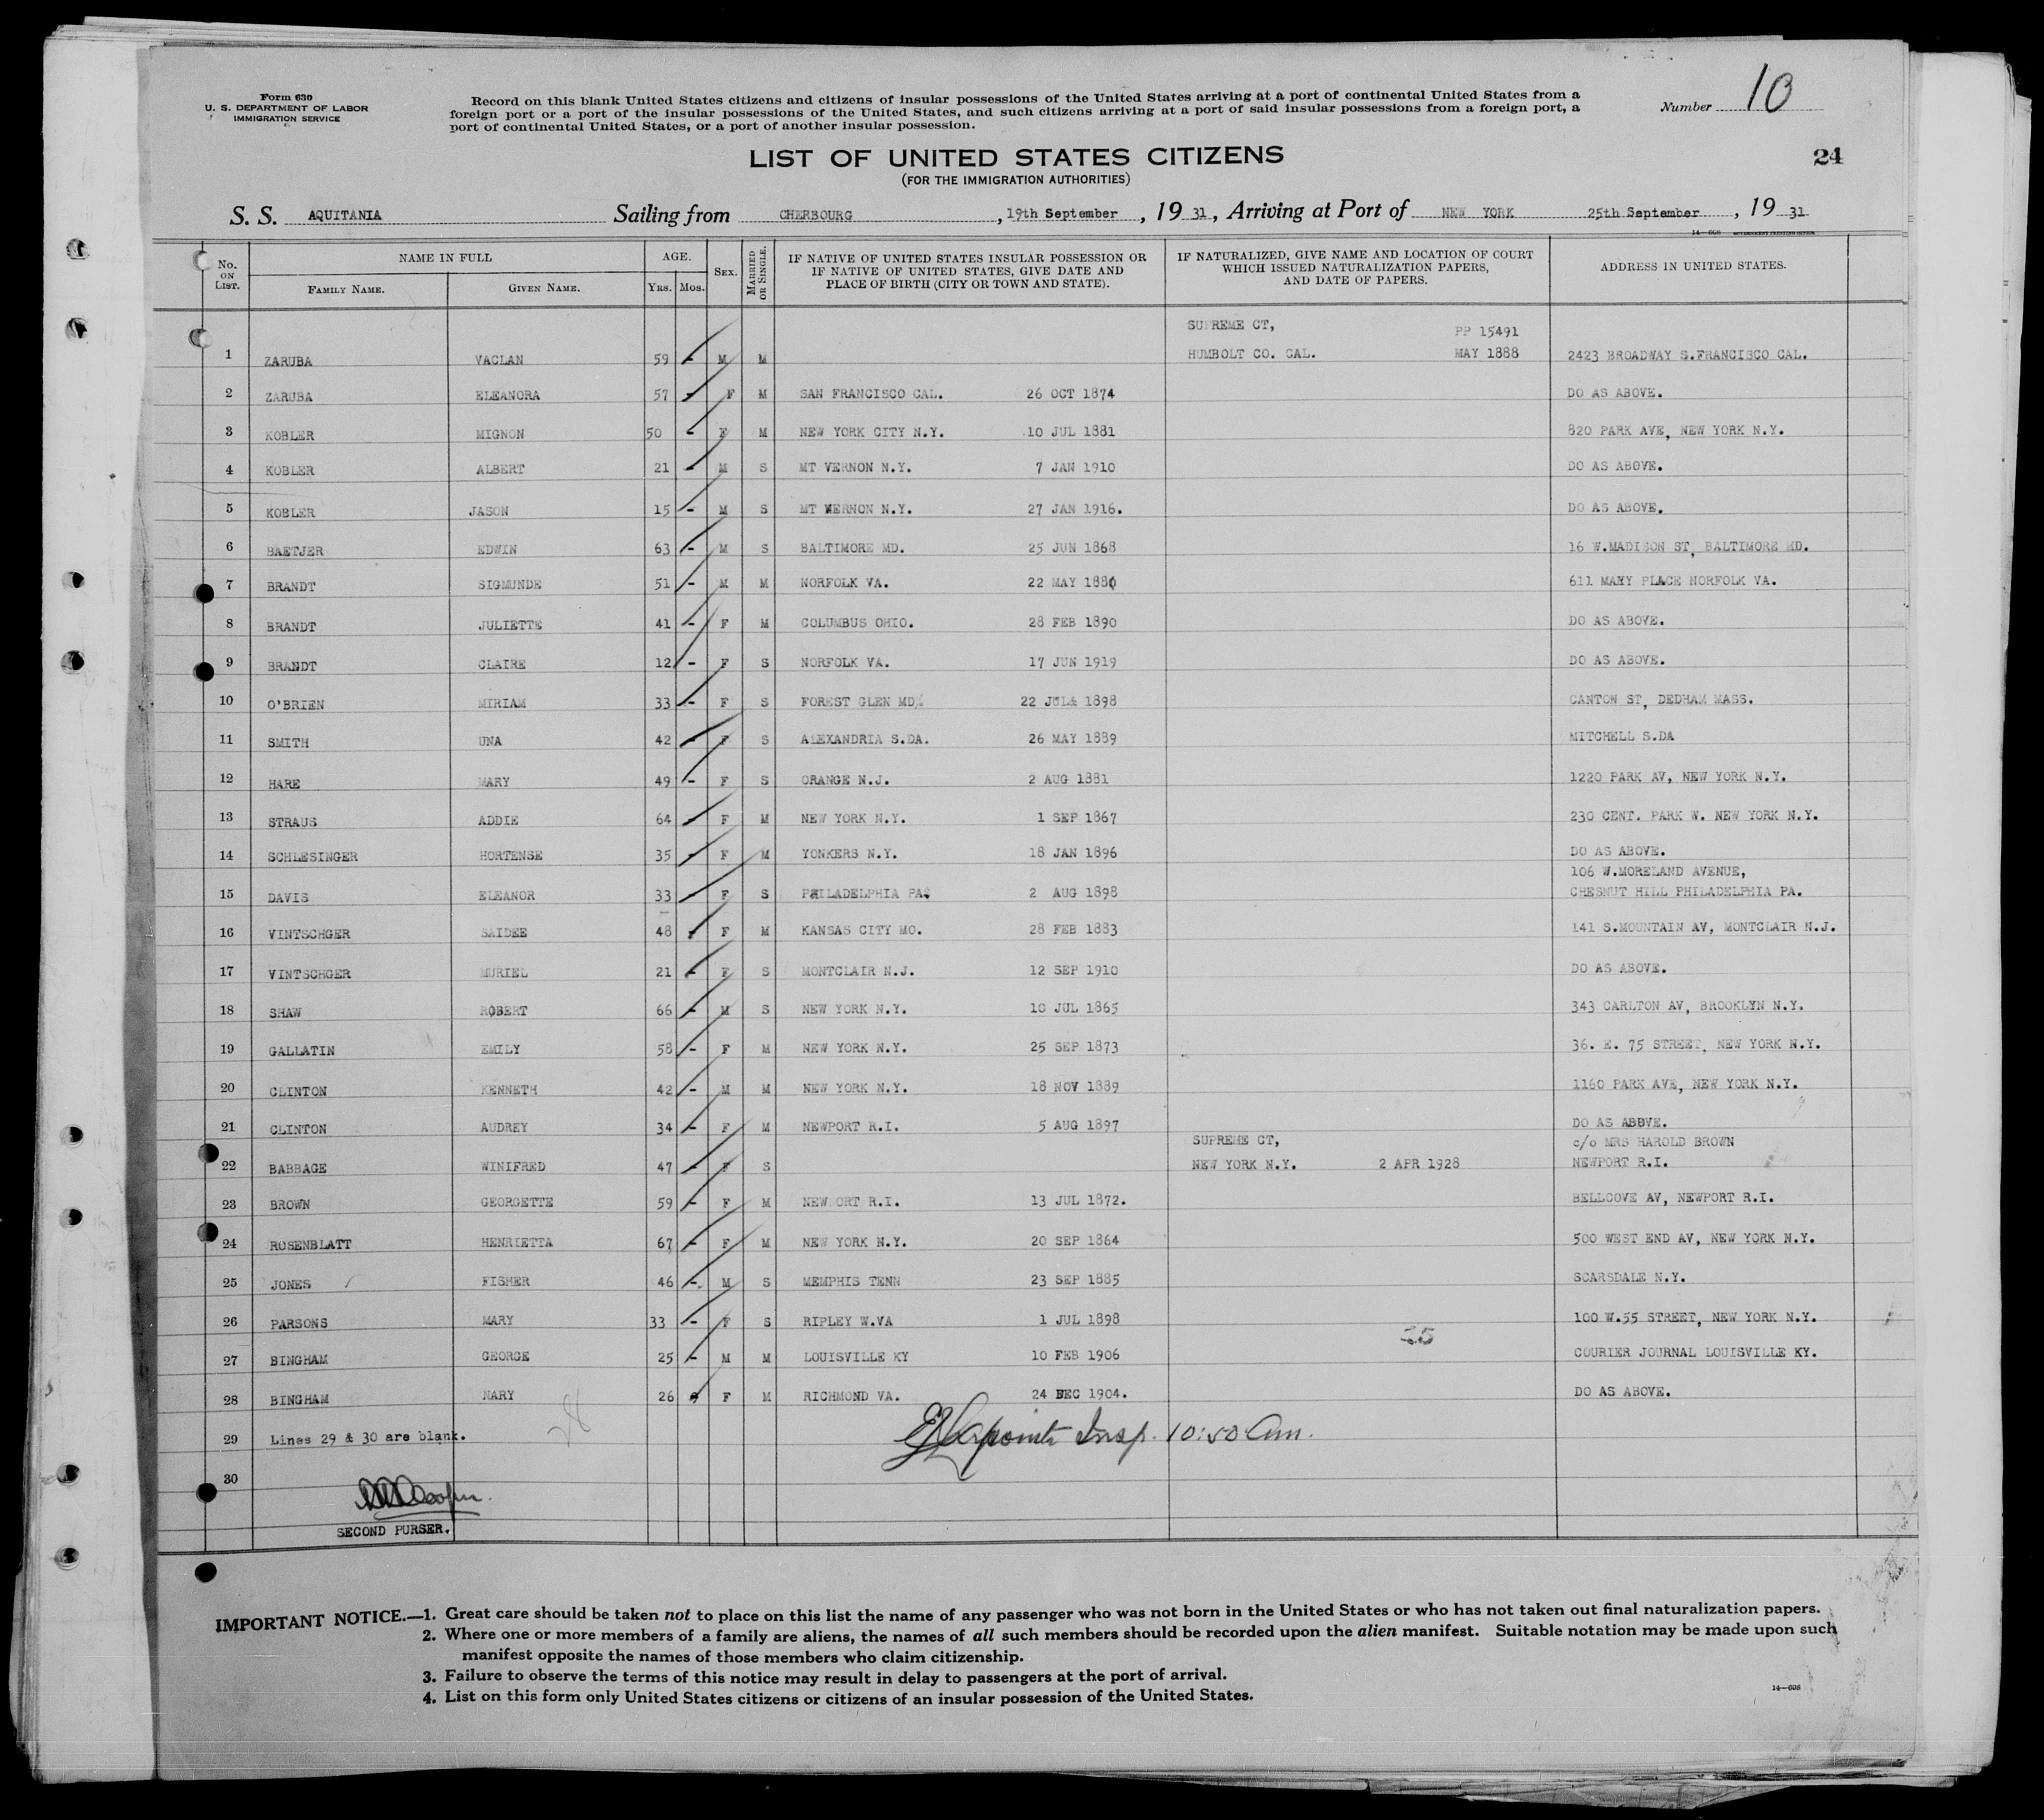 Form 630
U. S. DEPARTMENT OF LABOR
IMMIGRATION SERVICE
Record on this blank United States citizens and citizens of insular possessions of the United States arriving at a port of continental United States from a
foreign port or a port of the insular possessions of the United States, and such citizens arriving at a port of said insular possessions from a foreign port, a
port of continental United States, or a port of another insular possession.
Number 10
LIST OF UNITED STATES CITIZENS
(FOR THE IMMIGRATION AUTHORITIES)
24
S. S. AQUITANIA Sailing from CHERBOURG, 19th September, 1931, Arriving at Port of NEW YORK 25th September, 1931
No. ON LIST. NAME IN FULL FAMILY NAME. GIVEN NAME. AGE. YRS. MOS. SEX. MARRIED OR SINGLE. IF NATIVE OF UNITED STATES INSULAR POSSESSION OR IF NATIVE OF UNITED STATES, GIVE DATE AND PLACE OF BIRTH (CITY OR TOWN AND STATE). IF NATURALIZED, GIVE NAME AND LOCATION OF COURT WHICH ISSUED NATURALIZATION PAPERS, AND DATE OF PAPERS. ADDRESS IN UNITED STATES.
SUPREME CT, PP 15491
1 ZARUBA VACLAN 59 - M M HUMBOLT CO. CAL. MAY 1888 2423 BROADWAY S.FRANCISCO CAL.
2 ZARUBA ELEANORA 57 - F M SAN FRANCISCO CAL. 26 OCT 1874 DO AS ABOVE.
3 KOBLER MIGNON 50 - F M NEW YORK CITY N.Y. 10 JUL 1881 820 PARK AVE, NEW YORK N.Y.
4 KOBLER ALBERT 21 - M S MT VERNON N.Y. 7 JAN 1910 DO AS ABOVE.
5 KOBLER JASON 15 - M S MT VERNON N.Y. 27 JAN 1916. DO AS ABOVE.
6 BAETJER EDWIN 63 - M S BALTIMORE MD. 25 JUN 1868 16 W.MADISON ST, BALTIMORE MD.
7 BRANDT SIGMUNDE 51 - M M NORFOLK VA. 22 MAY 1880 611 PLACE NORFOLK VA.
8 BRANDT JULIETTE 41 - F M COLUMBUS OHIO. 28 FEB 1890 DO AS ABOVE.
9 BRANDT CLAIRE 12 - F S NORFOLK VA. 17 JUN 1919 DO AS ABOVE.
10 O'BRIEN MIRIAM 33 - F S FOREST GLEN MD. 22 JUL 1898 CANTON ST, DEDHAM MASS.
11 SMITH UNA 42 - F S ALEXANDRIA S.DA. 26 MAY 1889 MITCHELL S.DA
12 HARE MARY 49 - F S ORANGE N.J. 2 AUG 1881 1220 PARK AV, NEW YORK N.Y.
13 STRAUS ADDIE 64 - F M NEW YORK N.Y. 1 SEP 1867 230 CENT. PARK W. NEW YORK N.Y.
14 SCHLESINGER HORTENSE 35 - F M YONKERS N.Y. 18 JAN 1896 DO AS ABOVE.
106 W.MORELAND AVENUE,
15 DAVIS ELEANOR 33 - F S PHILADELPHIA PA. 2 AUG 1898 CHESNUT HILL PHILADELPHIA PA.
16 VINTSCHGER SAIDEE 48 - F M KANSAS CITY MO. 28 FEB 1883 141 S.MOUNTAIN AV, MONTCLAIR N.J.
17 VINTSCHGER MURIEL 21 - F S MONTCLAIR N.J. 12 SEP 1910 DO AS ABOVE.
18 SHAW ROBERT 66 - M S NEW YORK N.Y. 10 JUL 1865 343 CARLTON AV, BROOKLYN N.Y.
19 GALLATIN EMILY 58 - F M NEW YORK N.Y. 25 SEP 1873 36. E. 75 STREET, NEW YORK N.Y.
20 CLINTON KENNETH 42 - M M NEW YORK N.Y. 18 NOV 1889 1160 PARK AVE, NEW YORK N.Y.
21 CLINTON AUDREY 34 - F M NEWPORT R.I. 5 AUG 1897 DO AS ABOVE.
SUPREME CT, c/o MRS HAROLD BROWN
22 BABBAGE WINIFRED 47 - F S NEW YORK N.Y. 2 APR 1928 NEWPORT R.I.
23 BROWN GEORGETTE 59 - F M NEWPORT R.I. 13 JUL 1872. BELLCOVE AV, NEWPORT R.I.
24 ROSENBLATT HENRIETTA 67 - F M NEW YORK N.Y. 20 SEP 1864 500 WEST END AV, NEW YORK N.Y.
25 JONES FISHER 46 - M S MEMPHIS TENN 23 SEP 1885 SCARSDALE N.Y.
26 PARSONS MARY 33 - F S RIPLEY W.VA 1 JUL 1898 100 W.55 STREET, NEW YORK N.Y.
27 BINGHAM GEORGE 25 - M M LOUISVILLE KY 10 FEB 1906 COURIER JOURNAL LOUISVILLE KY.
28 BINGHAM MARY 26 F M RICHMOND VA. 24 DEC 1904. DO AS ABOVE.
28
29 Lines 29 & 30 are blank. Lapointe Insp. 10:50 am.
30
SECOND PURSER.
IMPORTANT NOTICE.—1. Great care should be taken not to place on this list the name of any passenger who was not born in the United States or who has not taken out final naturalization papers.
2. Where one or more members of a family are aliens, the names of all such members should be recorded upon the alien manifest. Suitable notation may be made upon such
manifest opposite the names of those members who claim citizenship.
3. Failure to observe the terms of this notice may result in delay to passengers at the port of arrival.
4. List on this form only United States citizens or citizens of an insular possession of the United States.
14—608